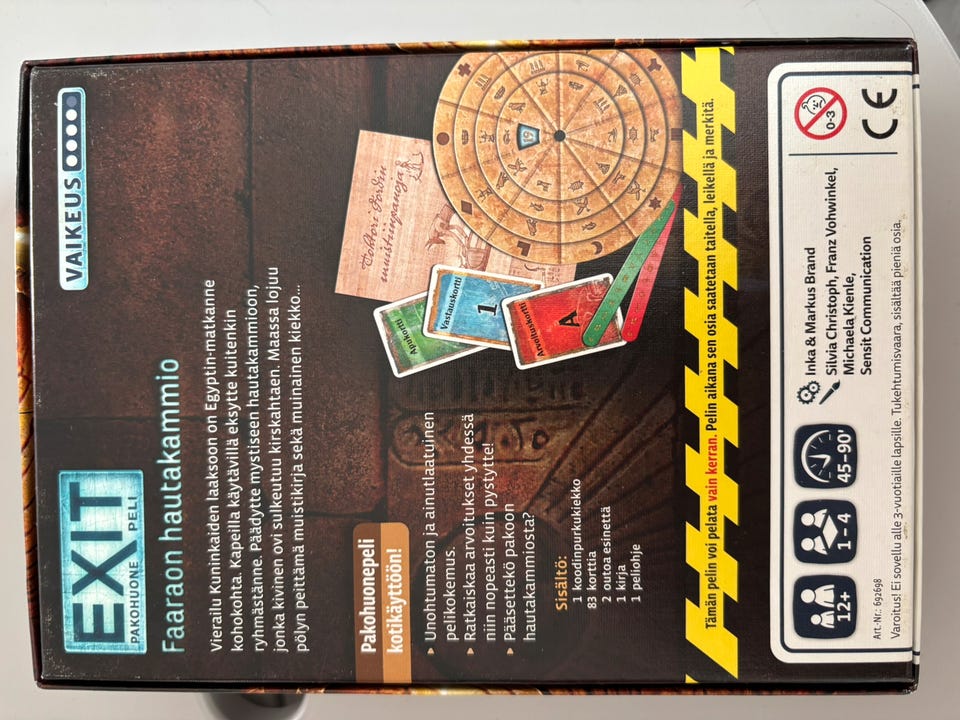 EXIT
PAKOHUONE PELI
VAIKEUS
Faaraon hautakammio
Vierailu Kuninkaiden laaksoon on Egyptin-matkanne
kohokohta. Kapeilla käytävillä eksytte kuitenkin
ryhmästänne. Päädytte mystiseen hautakammioon,
jonka kivinen ovi sulkeutuu kirskahtaen. Maassa lojuu
pölyn peittämä muistikirja sekä muinainen kiekko...
Pakohuonepeli
kotikäyttöön!
▸ Unohtumaton ja ainutlaatuinen
pelikokemus.
▸ Ratkaiskaa arvoitukset yhdessä
niin nopeasti kuin pystytte!
▸ Pääsettekö pakoon
hautakammiosta?
Sisältö:
1 koodinpurkukiekko
83 korttia
2 outoa esinettä
1 kirja
1 peliohje
Tohtori Gordin
muistiinpanoja
Apukortti
Vastauskortti
1
Arvoituskortti
A
Tämän pelin voi pelata vain kerran. Pelin aikana sen osia saatetaan taitella, leikellä ja merkitä.
12+
1–4
45–90'
Inka & Markus Brand
Silvia Christoph, Franz Vohwinkel,
Michaela Kienle,
Sensit Communication
0-3
CE
Art.-Nr.: 692698
Varoitus! Ei sovellu alle 3-vuotiaille lapsille. Tukehtumisvaara, sisältää pieniä osia.